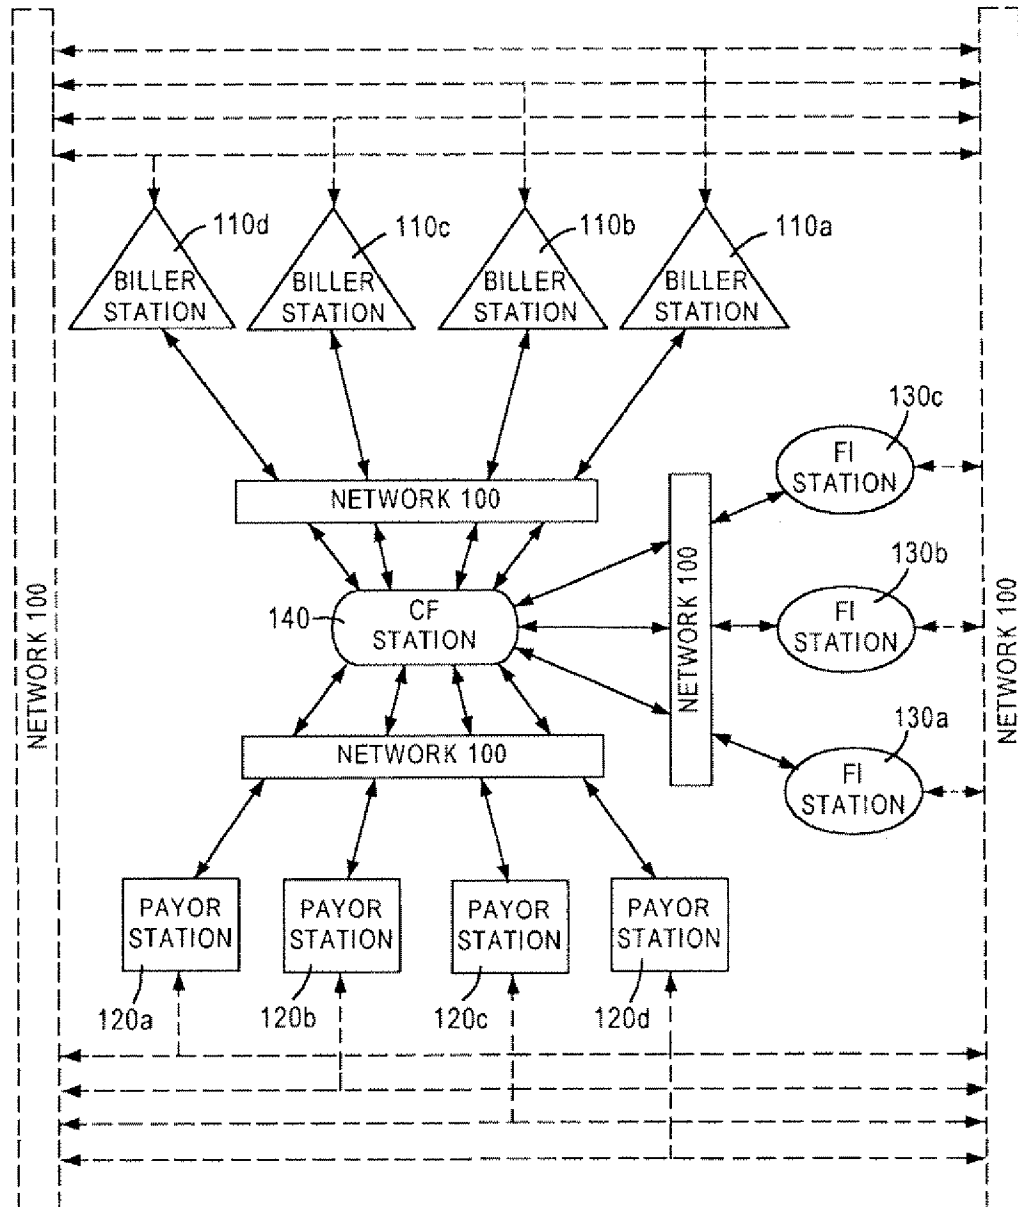 110d
110c
110b
110a
BILLER
STATION
BILLER
STATION
BILLER
STATION
BILLER
STATION
130c
FI
STATION
NETWORK 100
NETWORK 100
130b
FI
STATION
140
CF
STATION
NETWORK 100
NETWORK 100
NETWORK 100
130a
FI
STATION
PAYOR
STATION
PAYOR
STATION
PAYOR
STATION
PAYOR
STATION
120a
120b
120c
120d